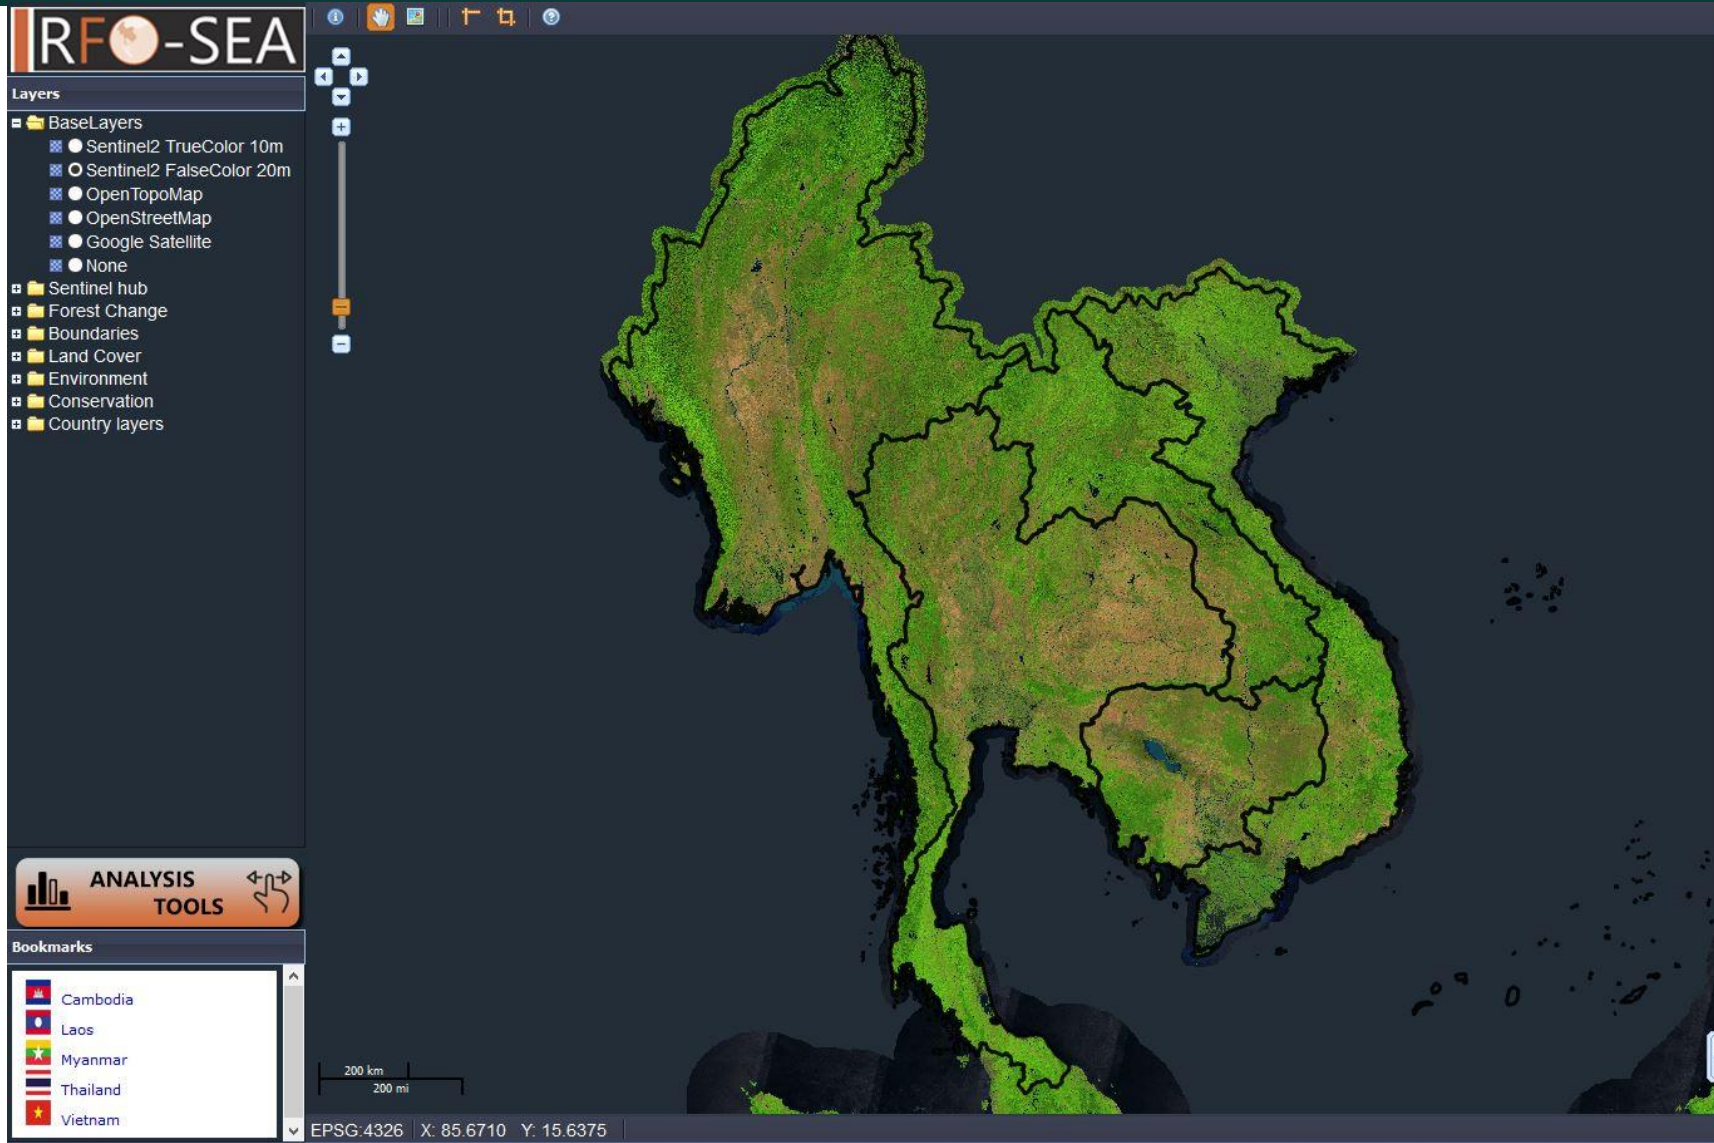 RFO-SEA
Layers
BaseLayers
Sentinel2 TrueColor 10m
Sentinel2 FalseColor 20m
OpenTopoMap
OpenStreetMap
Google Satellite
None
Sentinel hub
Forest Change
Boundaries
Land Cover
Environment
Conservation
Country layers
ANALYSIS
TOOLS
Bookmarks
Cambodia
Laos
Myanmar
Thailand
Vietnam
200 km
200 mi
EPSG:4326 X: 85.6710 Y: 15.6375